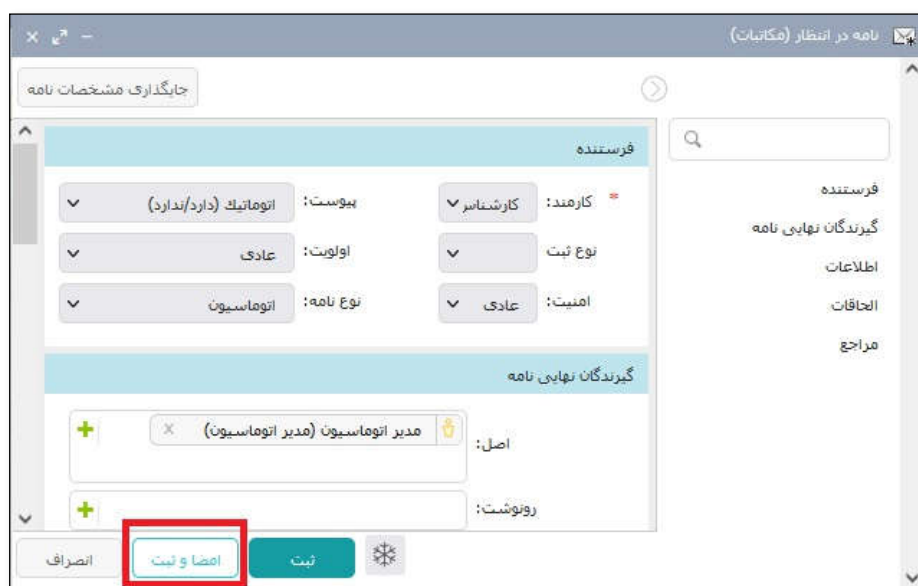 نامه در انتظار (مکاتبات)
جایگذاری مشخصات نامه
فرستنده
گیرندگان نهایی نامه
اطلاعات
الحاقات
مراجع
فرستنده
* کارمند: کارشناس پیوست: اتوماتیك (دارد/ندارد)
نوع ثبت اولویت: عادی
امنیت: عادی نوع نامه: اتوماسیون
گیرندگان نهایی نامه
اصل: مدیر اتوماسیون (مدیر اتوماسیون)
رونوشت:
ثبت امضا و ثبت انصراف